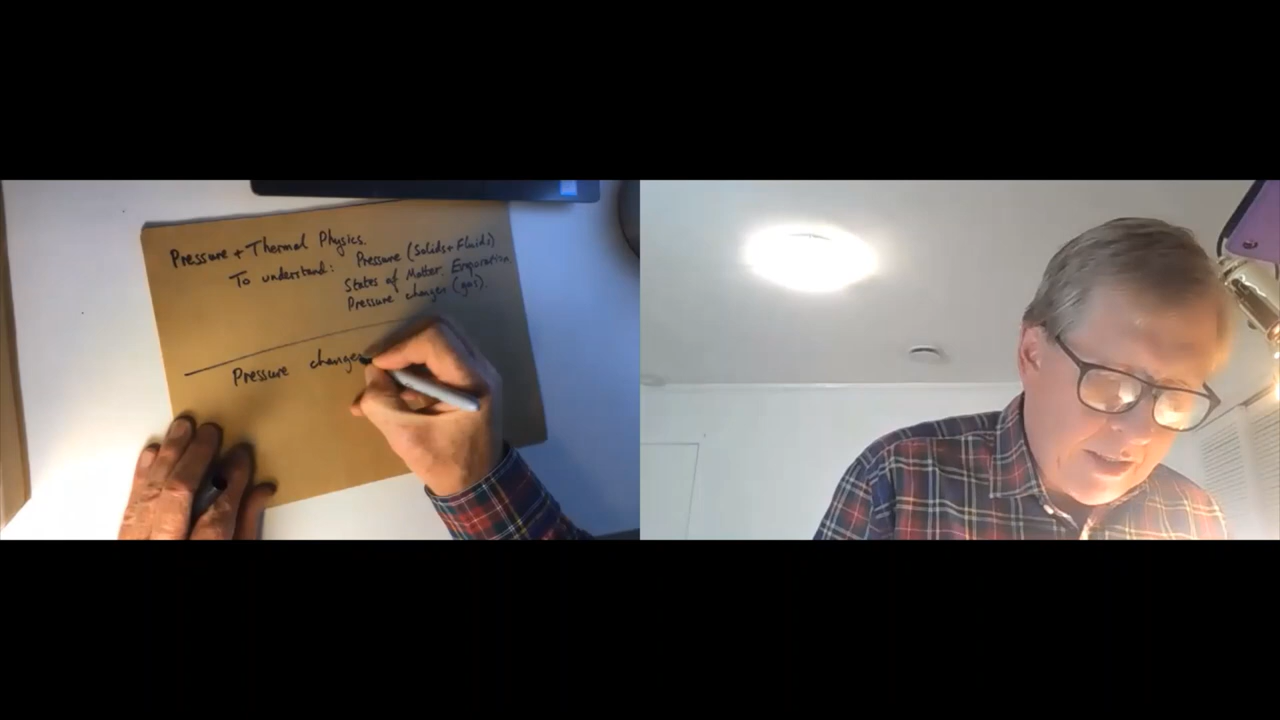 Pressure + Thermal Physics.
To understand: Pressure (Solids + Fluids)
States of Matter. Evaporation
Pressure changes (gas).
Pressure changes